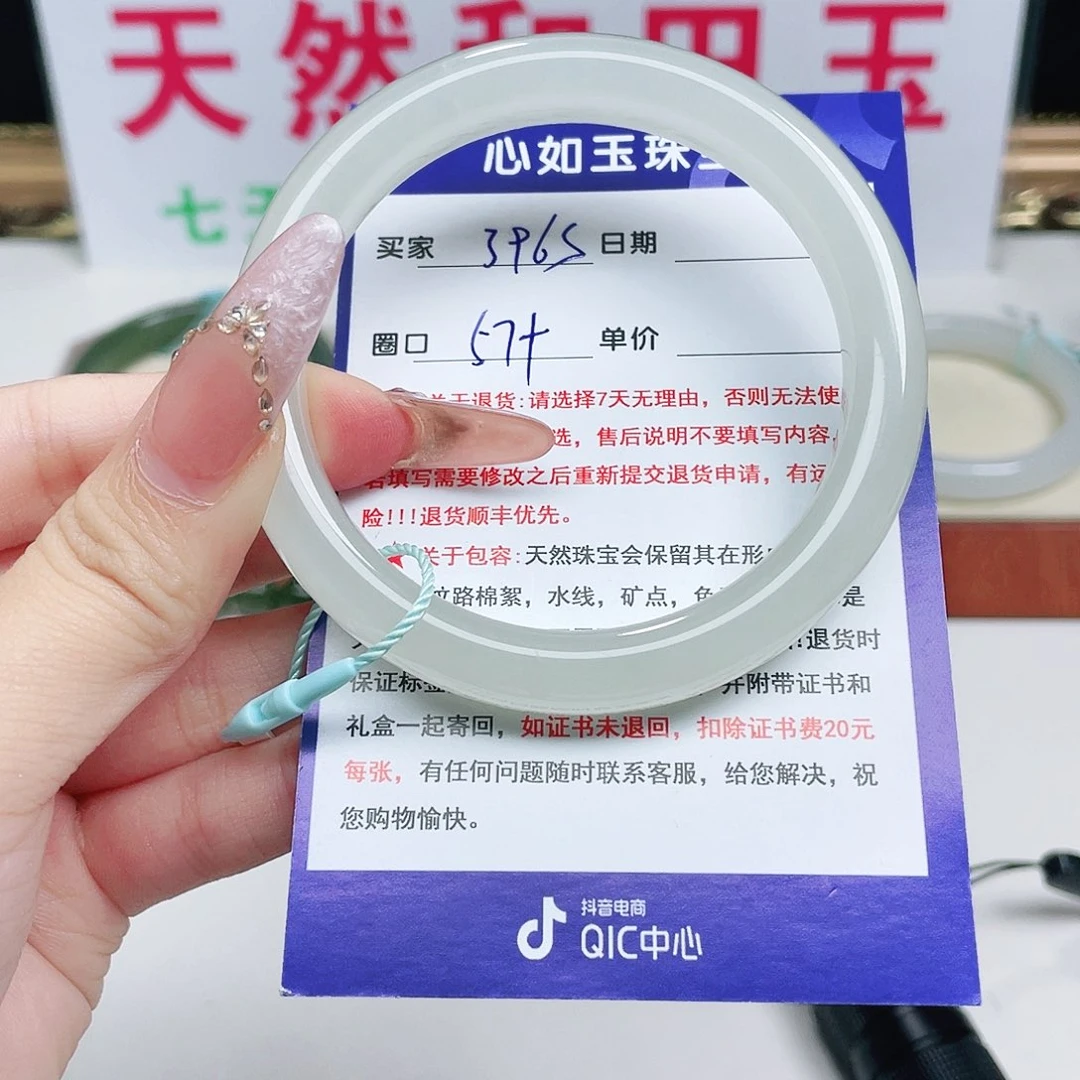 天然和田玉
七
心如玉珠
买家 3965 日期
圈口 57+ 单价
关于退货:请选择7天无理由，否则无法使
选，售后说明不要填写内容，
若填写需要修改之后重新提交退货申请，有运
险!!!退货顺丰优先。
关于包容:天然珠宝会保留其在形
纹路棉絮，水线，矿点，色 是
!退货时
保证标签 并附带证书和
礼盒一起寄回，如证书未退回，扣除证书费20元
每张，有任何问题随时联系客服，给您解决，祝
您购物愉快。
抖音电商
QIC中心